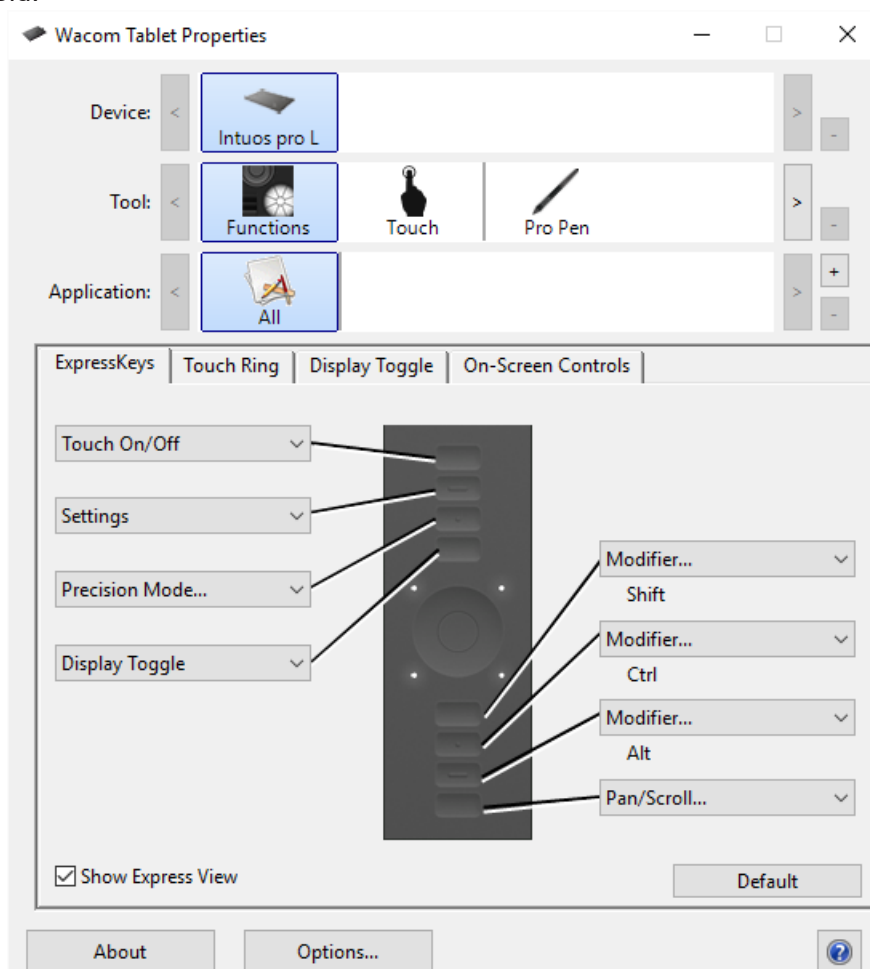 Wacom Tablet Properties
Device:
<
Intuos pro L
>
-
Tool:
<
Functions
Touch
Pro Pen
>
-
Application:
<
All
>
+
-
ExpressKeys
Touch Ring
Display Toggle
On-Screen Controls
Touch On/Off
Settings
Precision Mode...
Display Toggle
Modifier...
Shift
Modifier...
Ctrl
Modifier...
Alt
Pan/Scroll...
Show Express View
Default
About
Options...
?